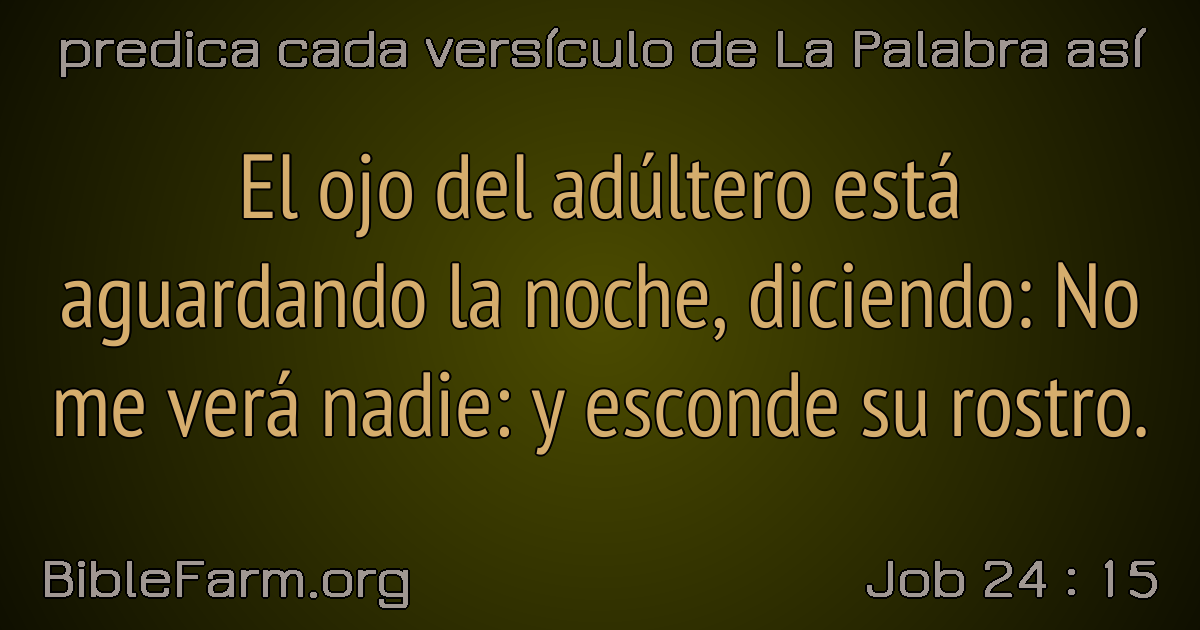 predica cada versículo de La Palabra así
El ojo del adúltero está
aguardando la noche, diciendo: No
me verá nadie: y esconde su rostro.
BibleFarm.org
Job 24 : 15